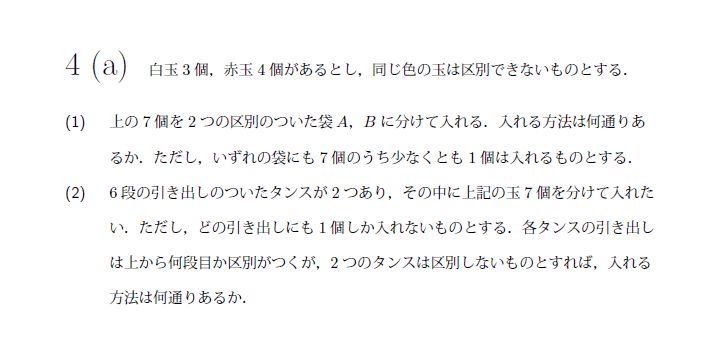 4 (a) 白玉 3 個，赤玉 4 個があるとし，同じ色の玉は区別できないものとする．
(1) 上の 7 個を 2 つの区別のついた袋 A，B に分けて入れる．入れる方法は何通りあ
るか．ただし，いずれの袋にも 7 個のうち少なくとも 1 個は入れるものとする．
(2) 6 段の引き出しのついたタンスが 2 つあり，その中に上記の玉 7 個を分けて入れた
い．ただし，どの引き出しにも 1 個しか入れないものとする．各タンスの引き出し
は上から何段目か区別がつくが，2 つのタンスは区別しないものとすれば，入れる
方法は何通りあるか．